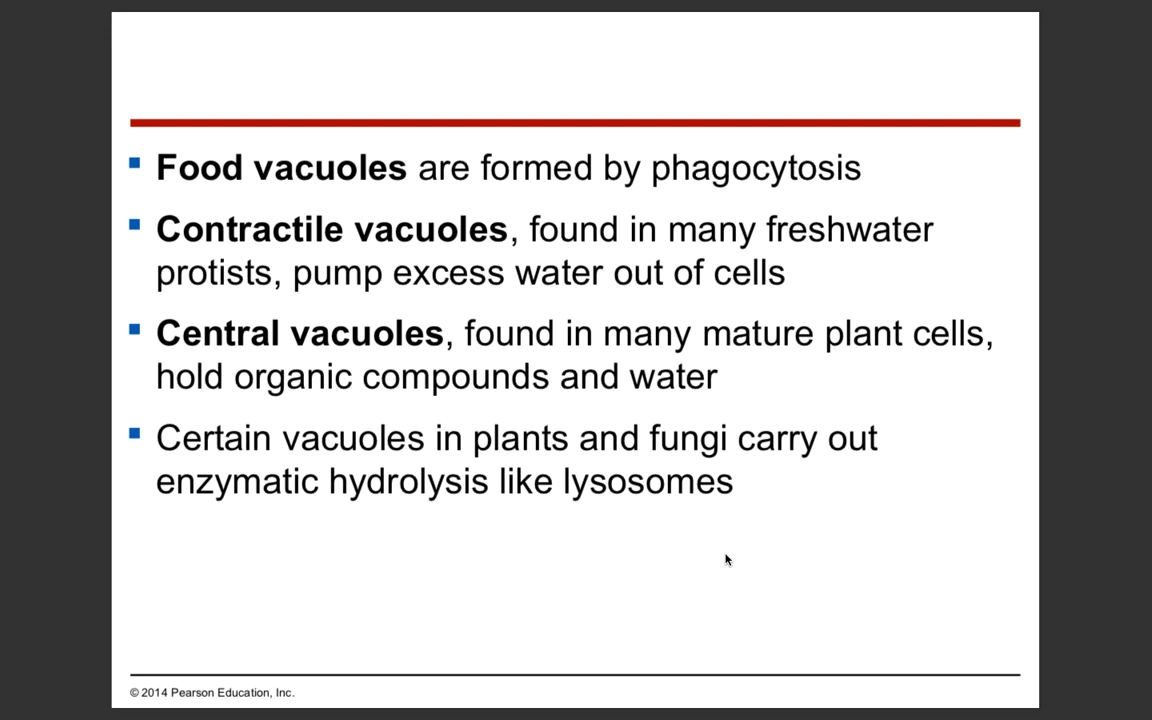 Food vacuoles are formed by phagocytosis
Contractile vacuoles, found in many freshwater
protists, pump excess water out of cells
Central vacuoles, found in many mature plant cells,
hold organic compounds and water
Certain vacuoles in plants and fungi carry out
enzymatic hydrolysis like lysosomes
© 2014 Pearson Education, Inc.